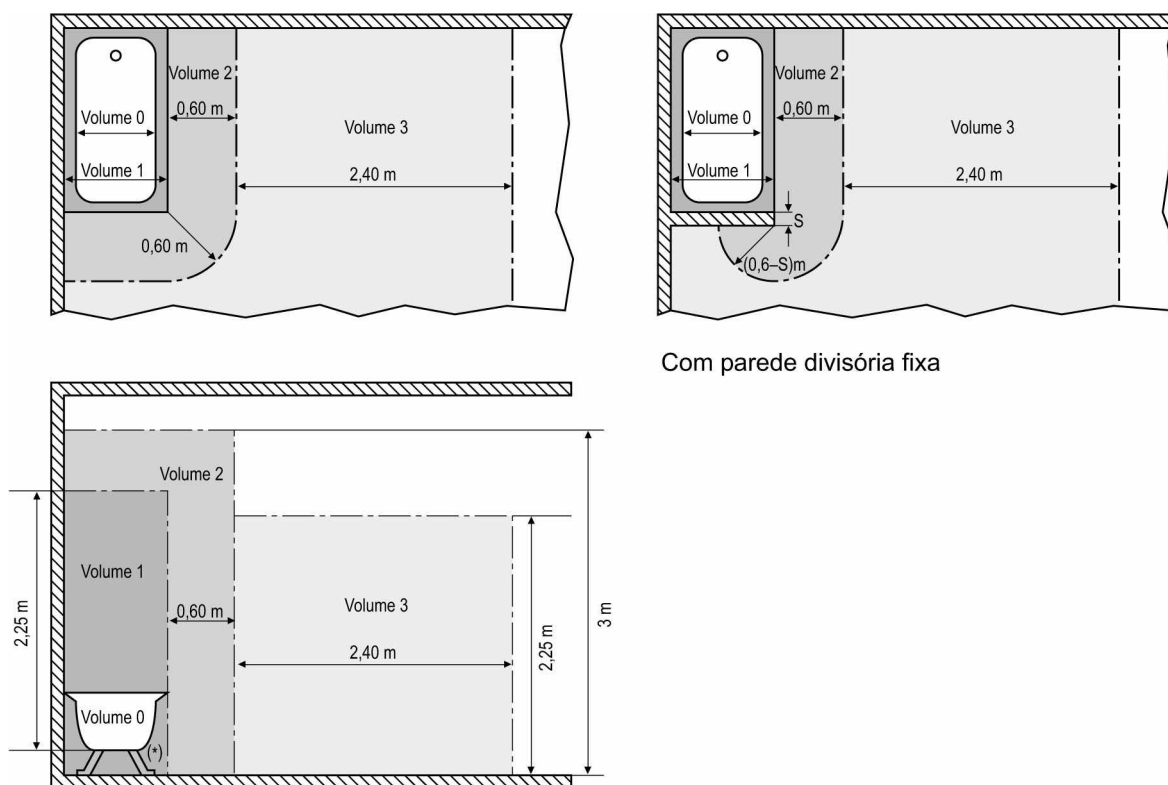 Volume 2
0,60 m
Volume 0
Volume 1
Volume 3
2,40 m
0,60 m
Volume 2
0,60 m
Volume 0
Volume 1
Volume 3
2,40 m
S
(0,6–S)m
Com parede divisória fixa
Volume 2
Volume 1
0,60 m
Volume 3
2,40 m
2,25 m
2,25 m
3 m
Volume 0
(*)